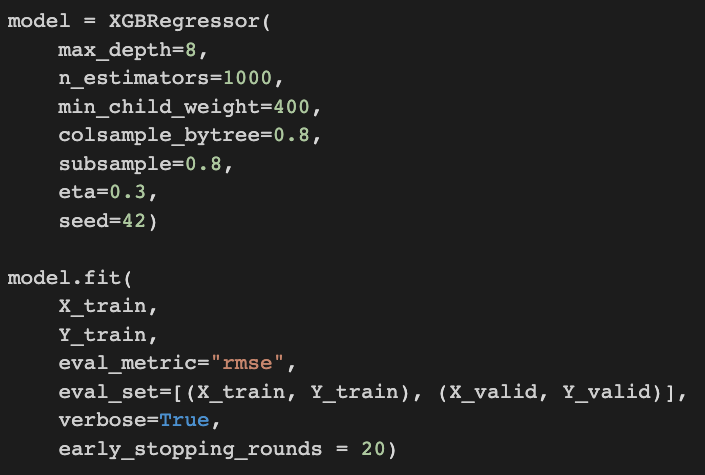 model = XGBRegressor(
    max_depth=8,
    n_estimators=1000,
    min_child_weight=400,
    colsample_bytree=0.8,
    subsample=0.8,
    eta=0.3,
    seed=42)

model.fit(
    X_train,
    Y_train,
    eval_metric="rmse",
    eval_set=[(X_train, Y_train), (X_valid, Y_valid)],
    verbose=True,
    early_stopping_rounds = 20)